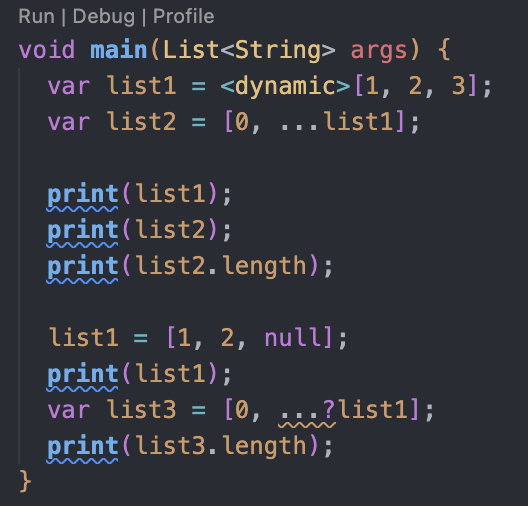 Run | Debug | Profile
void main(List<String> args) {
  var list1 = <dynamic>[1, 2, 3];
  var list2 = [0, ...list1];

  print(list1);
  print(list2);
  print(list2.length);

  list1 = [1, 2, null];
  print(list1);
  var list3 = [0, ...?list1];
  print(list3.length);
}